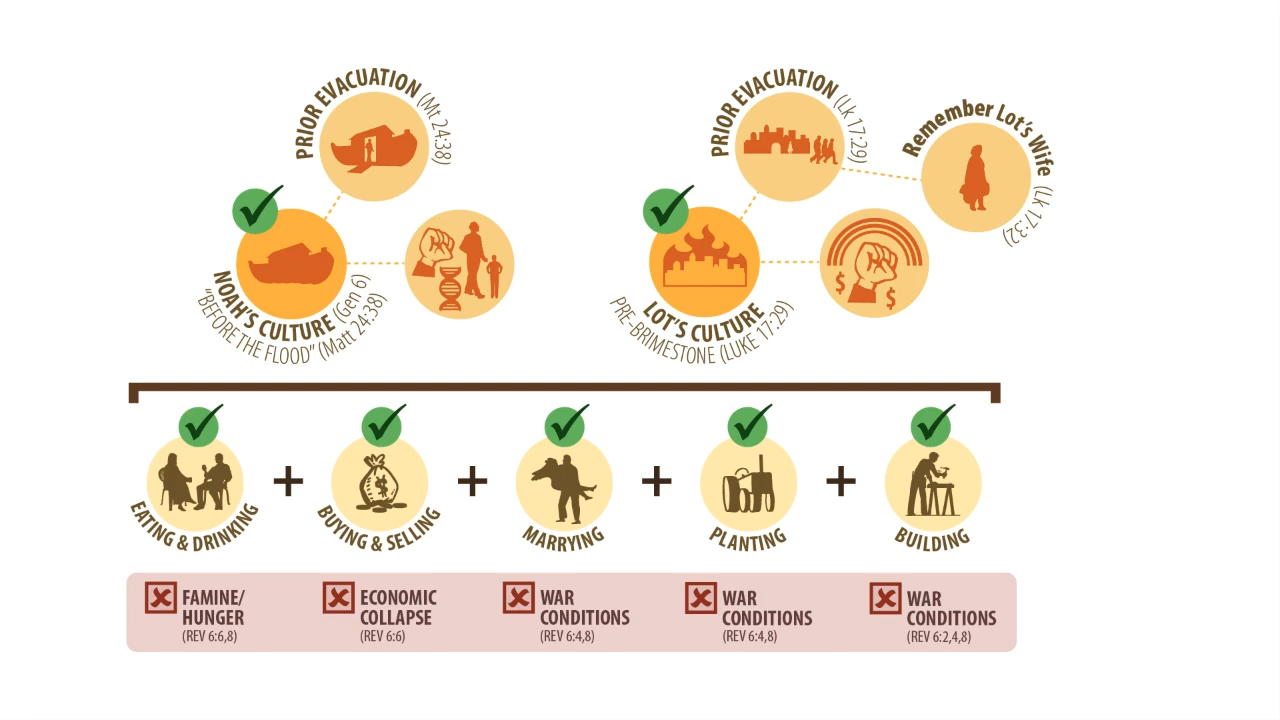 PRIOR EVACUATION (Mt 24:38)
PRIOR EVACUATION (Lk 17:29)
Remember Lot's Wife (Lk 17:32)
NOAH'S CULTURE (Gen 6)
"BEFORE THE FLOOD" (Matt 24:38)
$ $
LOT'S CULTURE
PRE-BRIMESTONE (LUKE 17:29)
$
+ + + +
EATING & DRINKING
BUYING & SELLING
MARRYING
PLANTING
BUILDING
FAMINE/
HUNGER
(REV 6:6,8)
ECONOMIC
COLLAPSE
(REV 6:6)
WAR
CONDITIONS
(REV 6:4,8)
WAR
CONDITIONS
(REV 6:4,8)
WAR
CONDITIONS
(REV 6:2,4,8)